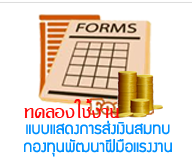 FORMS
ทดลองใช้งาน
แบบแสดงการส่งเงินสมทบ
กองทุนพัฒนาฝีมือแรงงาน